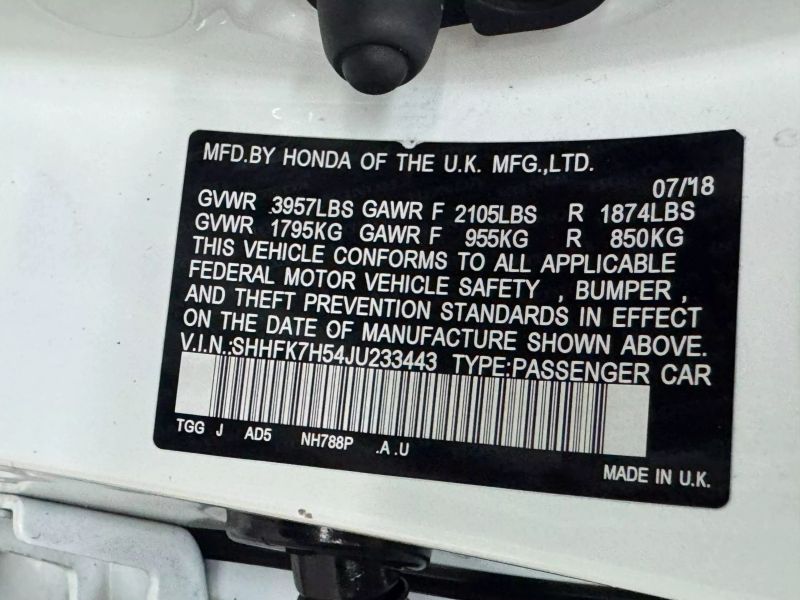 MFD.BY HONDA OF THE U.K. MFG.,LTD.
07/18
GVWR 3957LBS GAWR F 2105LBS R 1874LBS
GVWR 1795KG GAWR F 955KG R 850KG
THIS VEHICLE CONFORMS TO ALL APPLICABLE
FEDERAL MOTOR VEHICLE SAFETY , BUMPER ,
AND THEFT PREVENTION STANDARDS IN EFFECT
ON THE DATE OF MANUFACTURE SHOWN ABOVE.
V.I.N.:SHHFK7H54JU233443 TYPE:PASSENGER CAR
TGG J AD5 NH788P .A .U
MADE IN U.K.